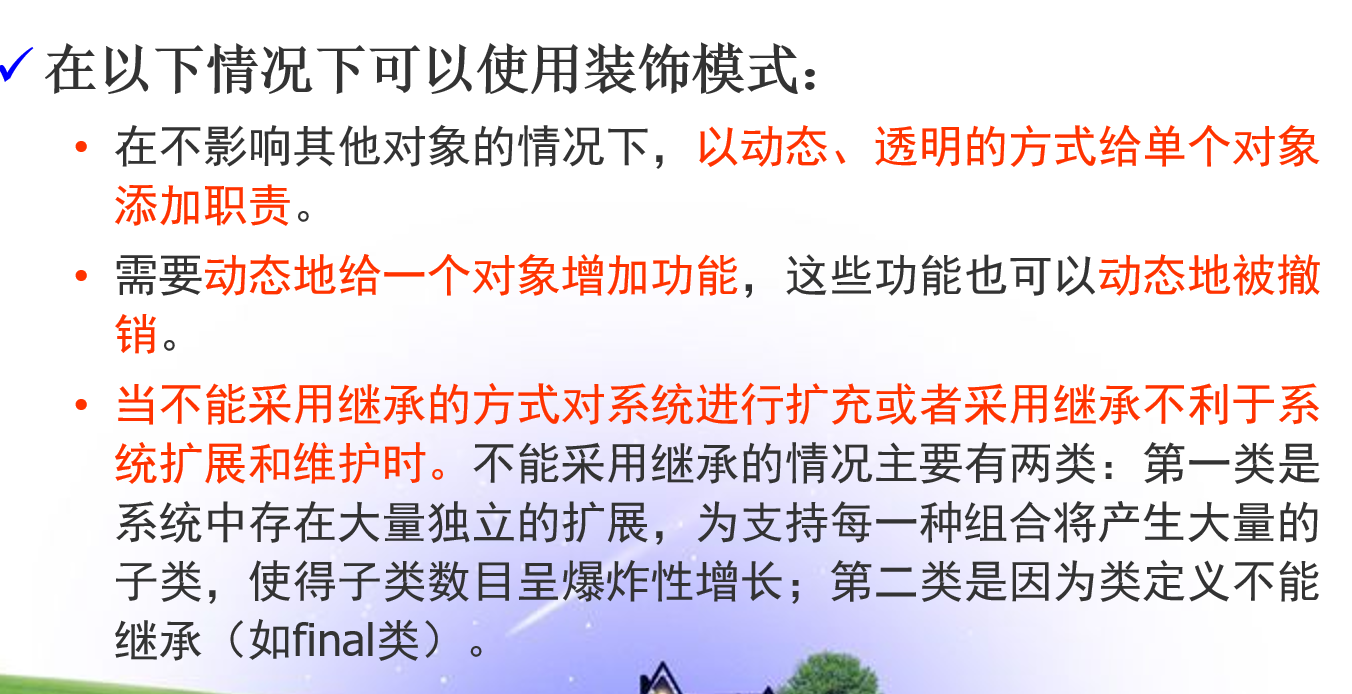 ✓在以下情况下可以使用装饰模式：
• 在不影响其他对象的情况下，以动态、透明的方式给单个对象
添加职责。
• 需要动态地给一个对象增加功能，这些功能也可以动态地被撤
销。
• 当不能采用继承的方式对系统进行扩充或者采用继承不利于系
统扩展和维护时。不能采用继承的情况主要有两类：第一类是
系统中存在大量独立的扩展，为支持每一种组合将产生大量的
子类，使得子类数目呈爆炸性增长；第二类是因为类定义不能
继承（如final类）。